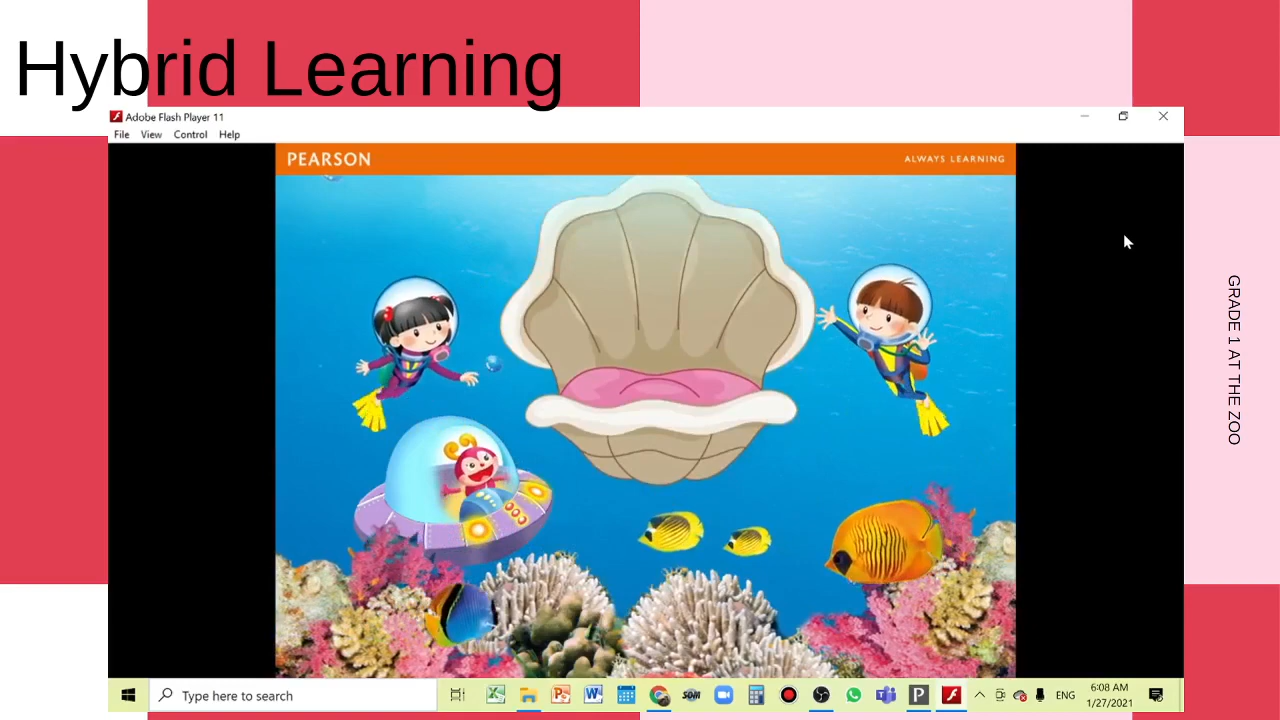 Hybrid Learning
Adobe Flash Player 11
File View Control Help
PEARSON
ALWAYS LEARNING
GRADE 1 AT THE ZOO
Type here to search
SOM
ENG
6:08 AM
1/27/2021